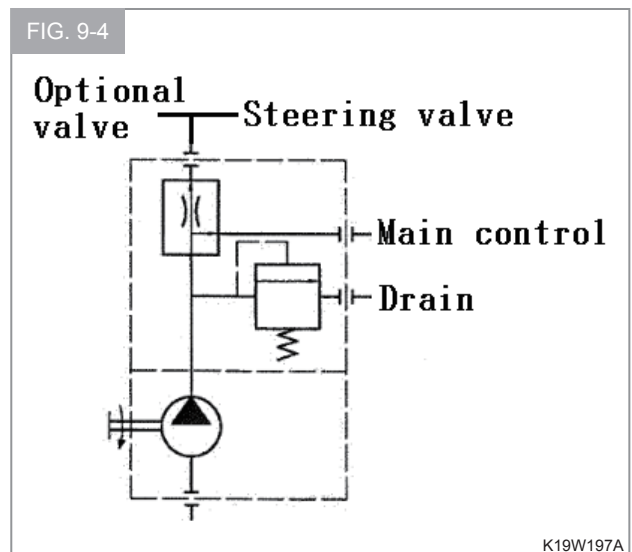 FIG. 9-4
Optional
valve
Steering valve
Main control
Drain
K19W197A